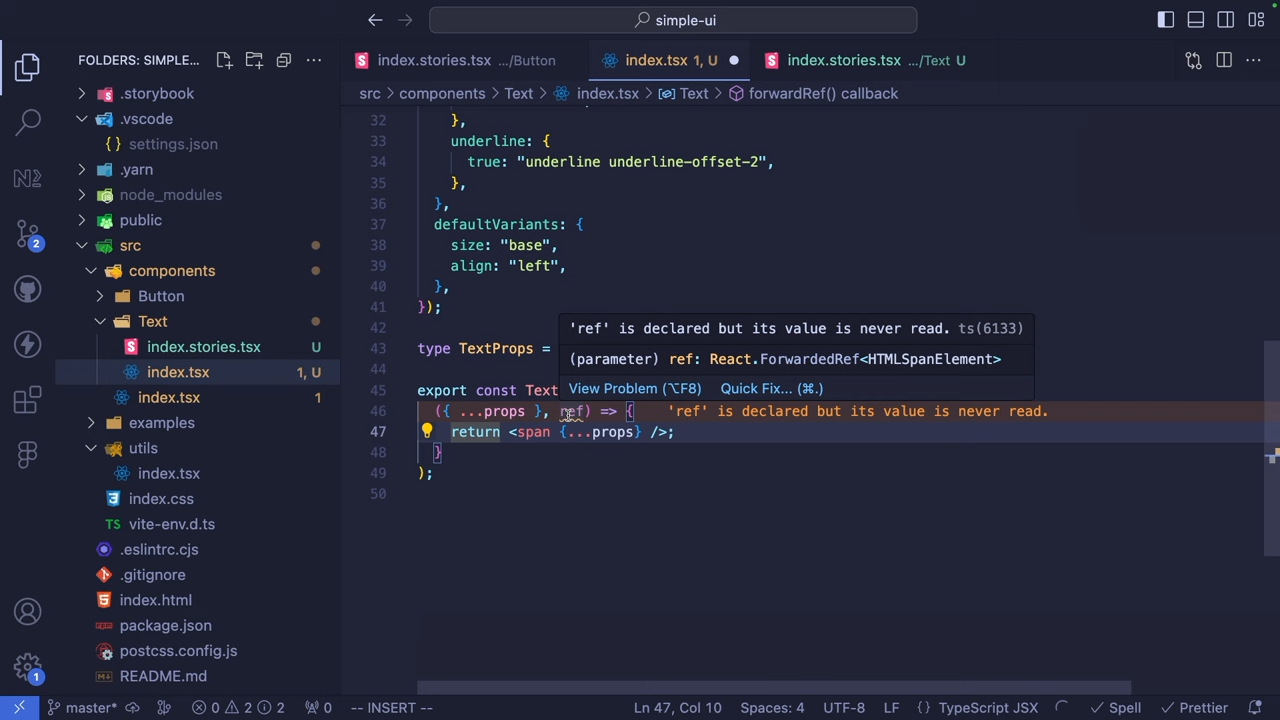 simple-ui
FOLDERS: SIMPLE...
.storybook
.vscode
settings.json
.yarn
node_modules
public
src
components
Button
Text
index.stories.tsx U
index.tsx 1, U
index.tsx 1
examples
utils
index.tsx
index.css
TS vite-env.d.ts
.eslintrc.cjs
.gitignore
index.html
package.json
postcss.config.js
README.md
2
1
index.stories.tsx .../Button
index.tsx 1, U
index.stories.tsx .../Text U
src > components > Text > index.tsx > Text > forwardRef() callback
32 },
33 underline: {
34 true: "underline underline-offset-2",
35 },
36 },
37 defaultVariants: {
38 size: "base",
39 align: "left",
40 },
41 });
42
43 type TextProps =
44
45 export const Text
46 ({ ...props }, ref) => { 'ref' is declared but its value is never read.
47 return <span {...props} />;
48 }
49 );
50
'ref' is declared but its value is never read. ts(6133)
(parameter) ref: React.ForwardedRef<HTMLSpanElement>
View Problem (⌥F8) Quick Fix... (⌘.)
master* 0 2 2 0 -- INSERT -- Ln 47, Col 10 Spaces: 4 UTF-8 LF {} TypeScript JSX Spell Prettier